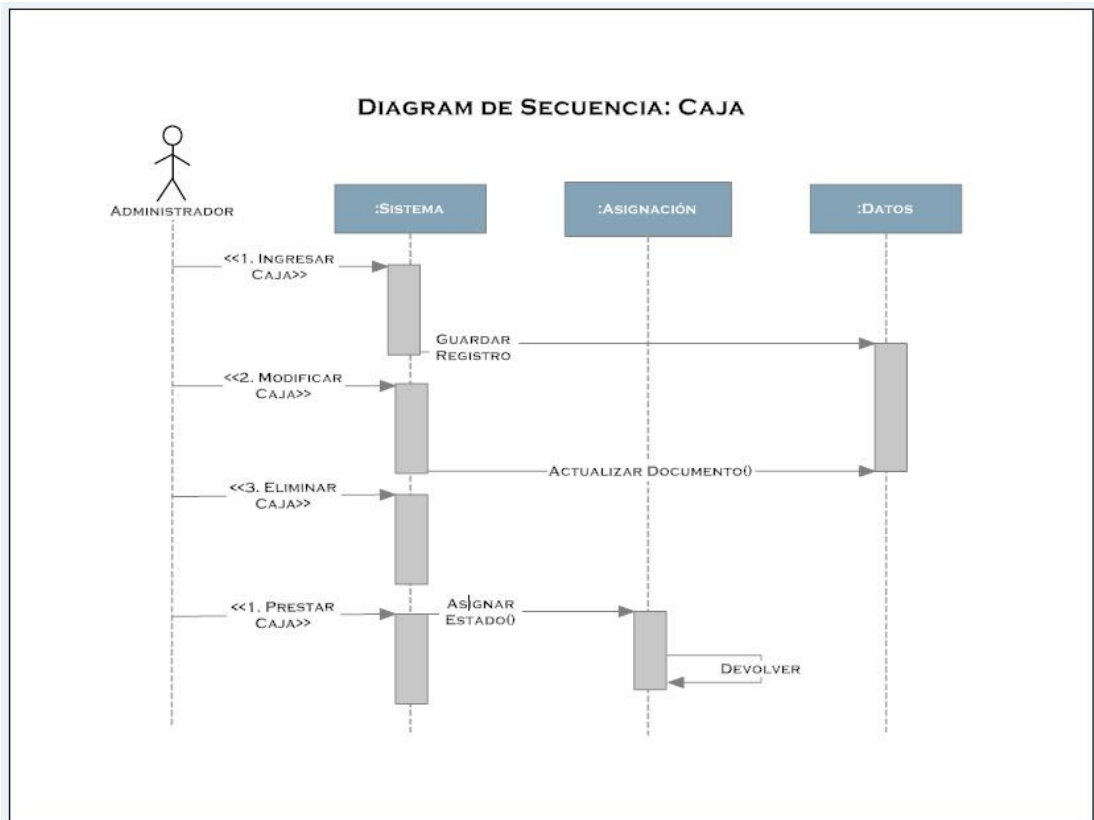 DIAGRAM DE SECUENCIA: CAJA
ADMINISTRADOR
:SISTEMA
:ASIGNACIÓN
:DATOS
<<1. INGRESAR
CAJA>>
GUARDAR
REGISTRO
<<2. MODIFICAR
CAJA>>
ACTUALIZAR DOCUMENTO()
<<3. ELIMINAR
CAJA>>
<<1. PRESTAR
CAJA>>
ASIGNAR
ESTADO()
DEVOLVER